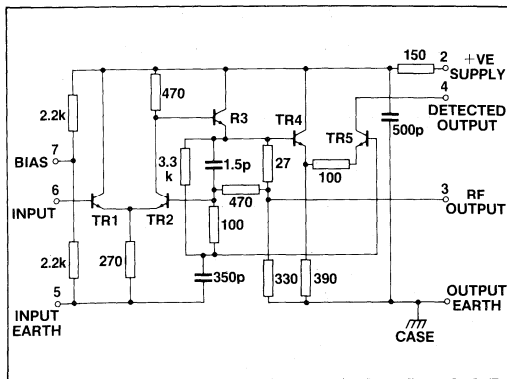 150
2
+VE
SUPPLY
4
DETECTED
OUTPUT
2.2k
470
R3
TR4
TR5
500p
BIAS
7
3.3
k
1.5p
27
100
6
INPUT
TR1
TR2
470
3
RF
OUTPUT
100
2.2k
270
350p
330
390
5
INPUT
EARTH
OUTPUT
EARTH
CASE